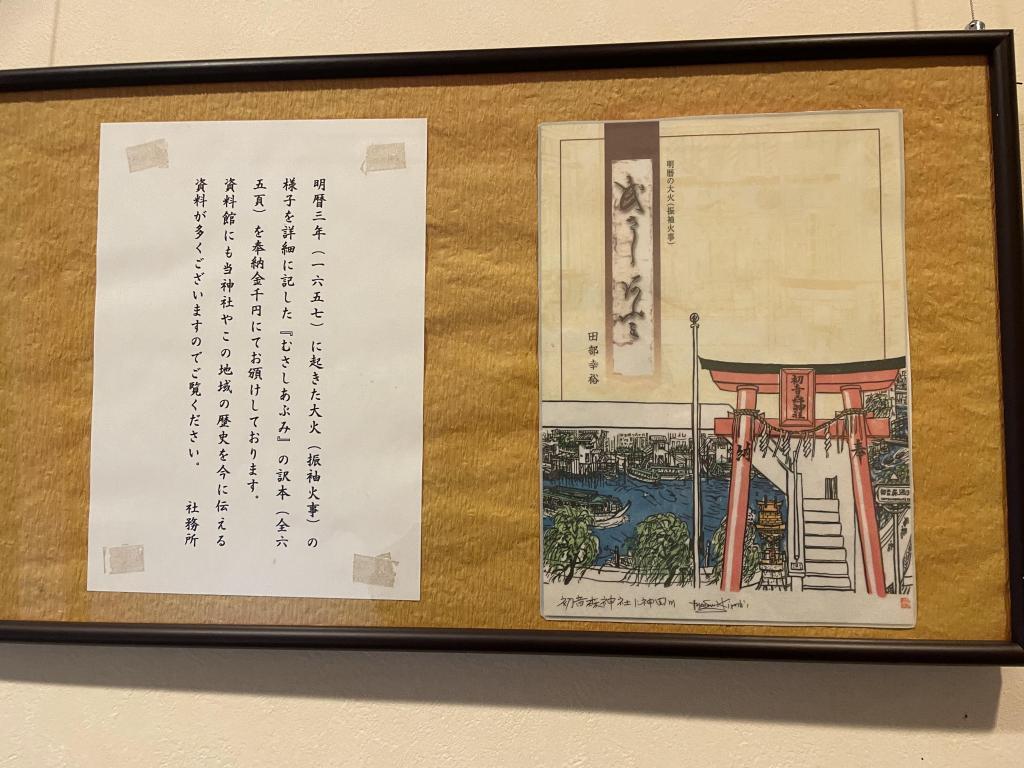 明暦三年（一六五七）に起きた大火（振袖火事）の
様子を詳細に記した『むさしあぶみ』の訳本（全六
五頁）を奉納金千円にてお頒けしております。
資料館にも当神社やこの地域の歴史を今に伝える
資料が多くございますのでご覧ください。
社務所
明暦の大火（振袖火事）
武さしあぶみ
田部幸裕
初音森神社
奉
納
初音森神社と神田川